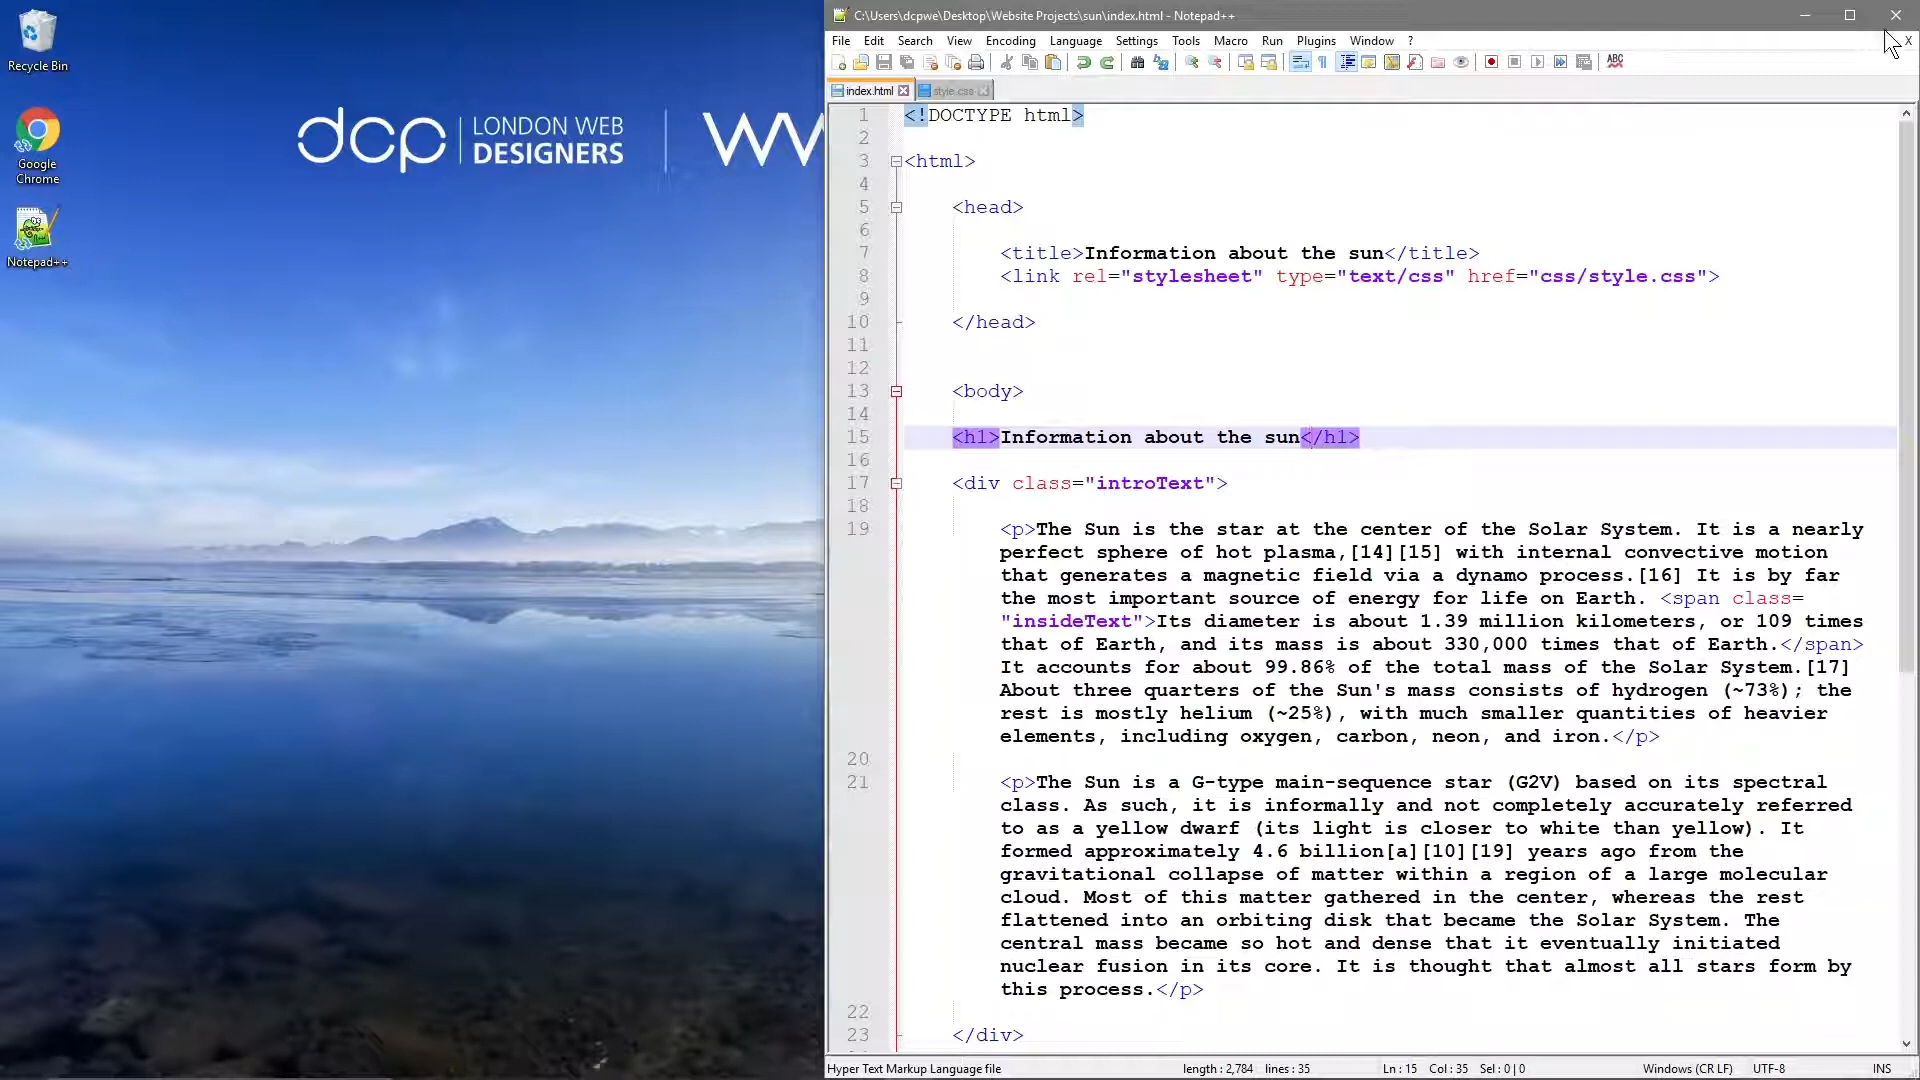 Recycle Bin
Google
Chrome
Notepad++
dcp
LONDON WEB
DESIGNERS
C:\Users\dcpwe\Desktop\Website Projects\sun\index.html - Notepad++
File Edit Search View Encoding Language Settings Tools Macro Run Plugins Window ? X
ABC
index.html style.css
1 <!DOCTYPE html>
2
3 <html>
4
5 <head>
6
7 <title>Information about the sun</title>
8 <link rel="stylesheet" type="text/css" href="css/style.css">
9
10 </head>
11
12
13 <body>
14
15 <h1>Information about the sun</h1>
16
17 <div class="introText">
18
19 <p>The Sun is the star at the center of the Solar System. It is a nearly
perfect sphere of hot plasma,[14][15] with internal convective motion
that generates a magnetic field via a dynamo process.[16] It is by far
the most important source of energy for life on Earth. <span class=
"insideText">Its diameter is about 1.39 million kilometers, or 109 times
that of Earth, and its mass is about 330,000 times that of Earth.</span>
It accounts for about 99.86% of the total mass of the Solar System.[17]
About three quarters of the Sun's mass consists of hydrogen (~73%); the
rest is mostly helium (~25%), with much smaller quantities of heavier
elements, including oxygen, carbon, neon, and iron.</p>
20
21 <p>The Sun is a G-type main-sequence star (G2V) based on its spectral
class. As such, it is informally and not completely accurately referred
to as a yellow dwarf (its light is closer to white than yellow). It
formed approximately 4.6 billion[a][10][19] years ago from the
gravitational collapse of matter within a region of a large molecular
cloud. Most of this matter gathered in the center, whereas the rest
flattened into an orbiting disk that became the Solar System. The
central mass became so hot and dense that it eventually initiated
nuclear fusion in its core. It is thought that almost all stars form by
this process.</p>
22
23 </div>
Hyper Text Markup Language file length : 2,784 lines : 35 Ln : 15 Col : 35 Sel : 0 | 0 Windows (CR LF) UTF-8 INS